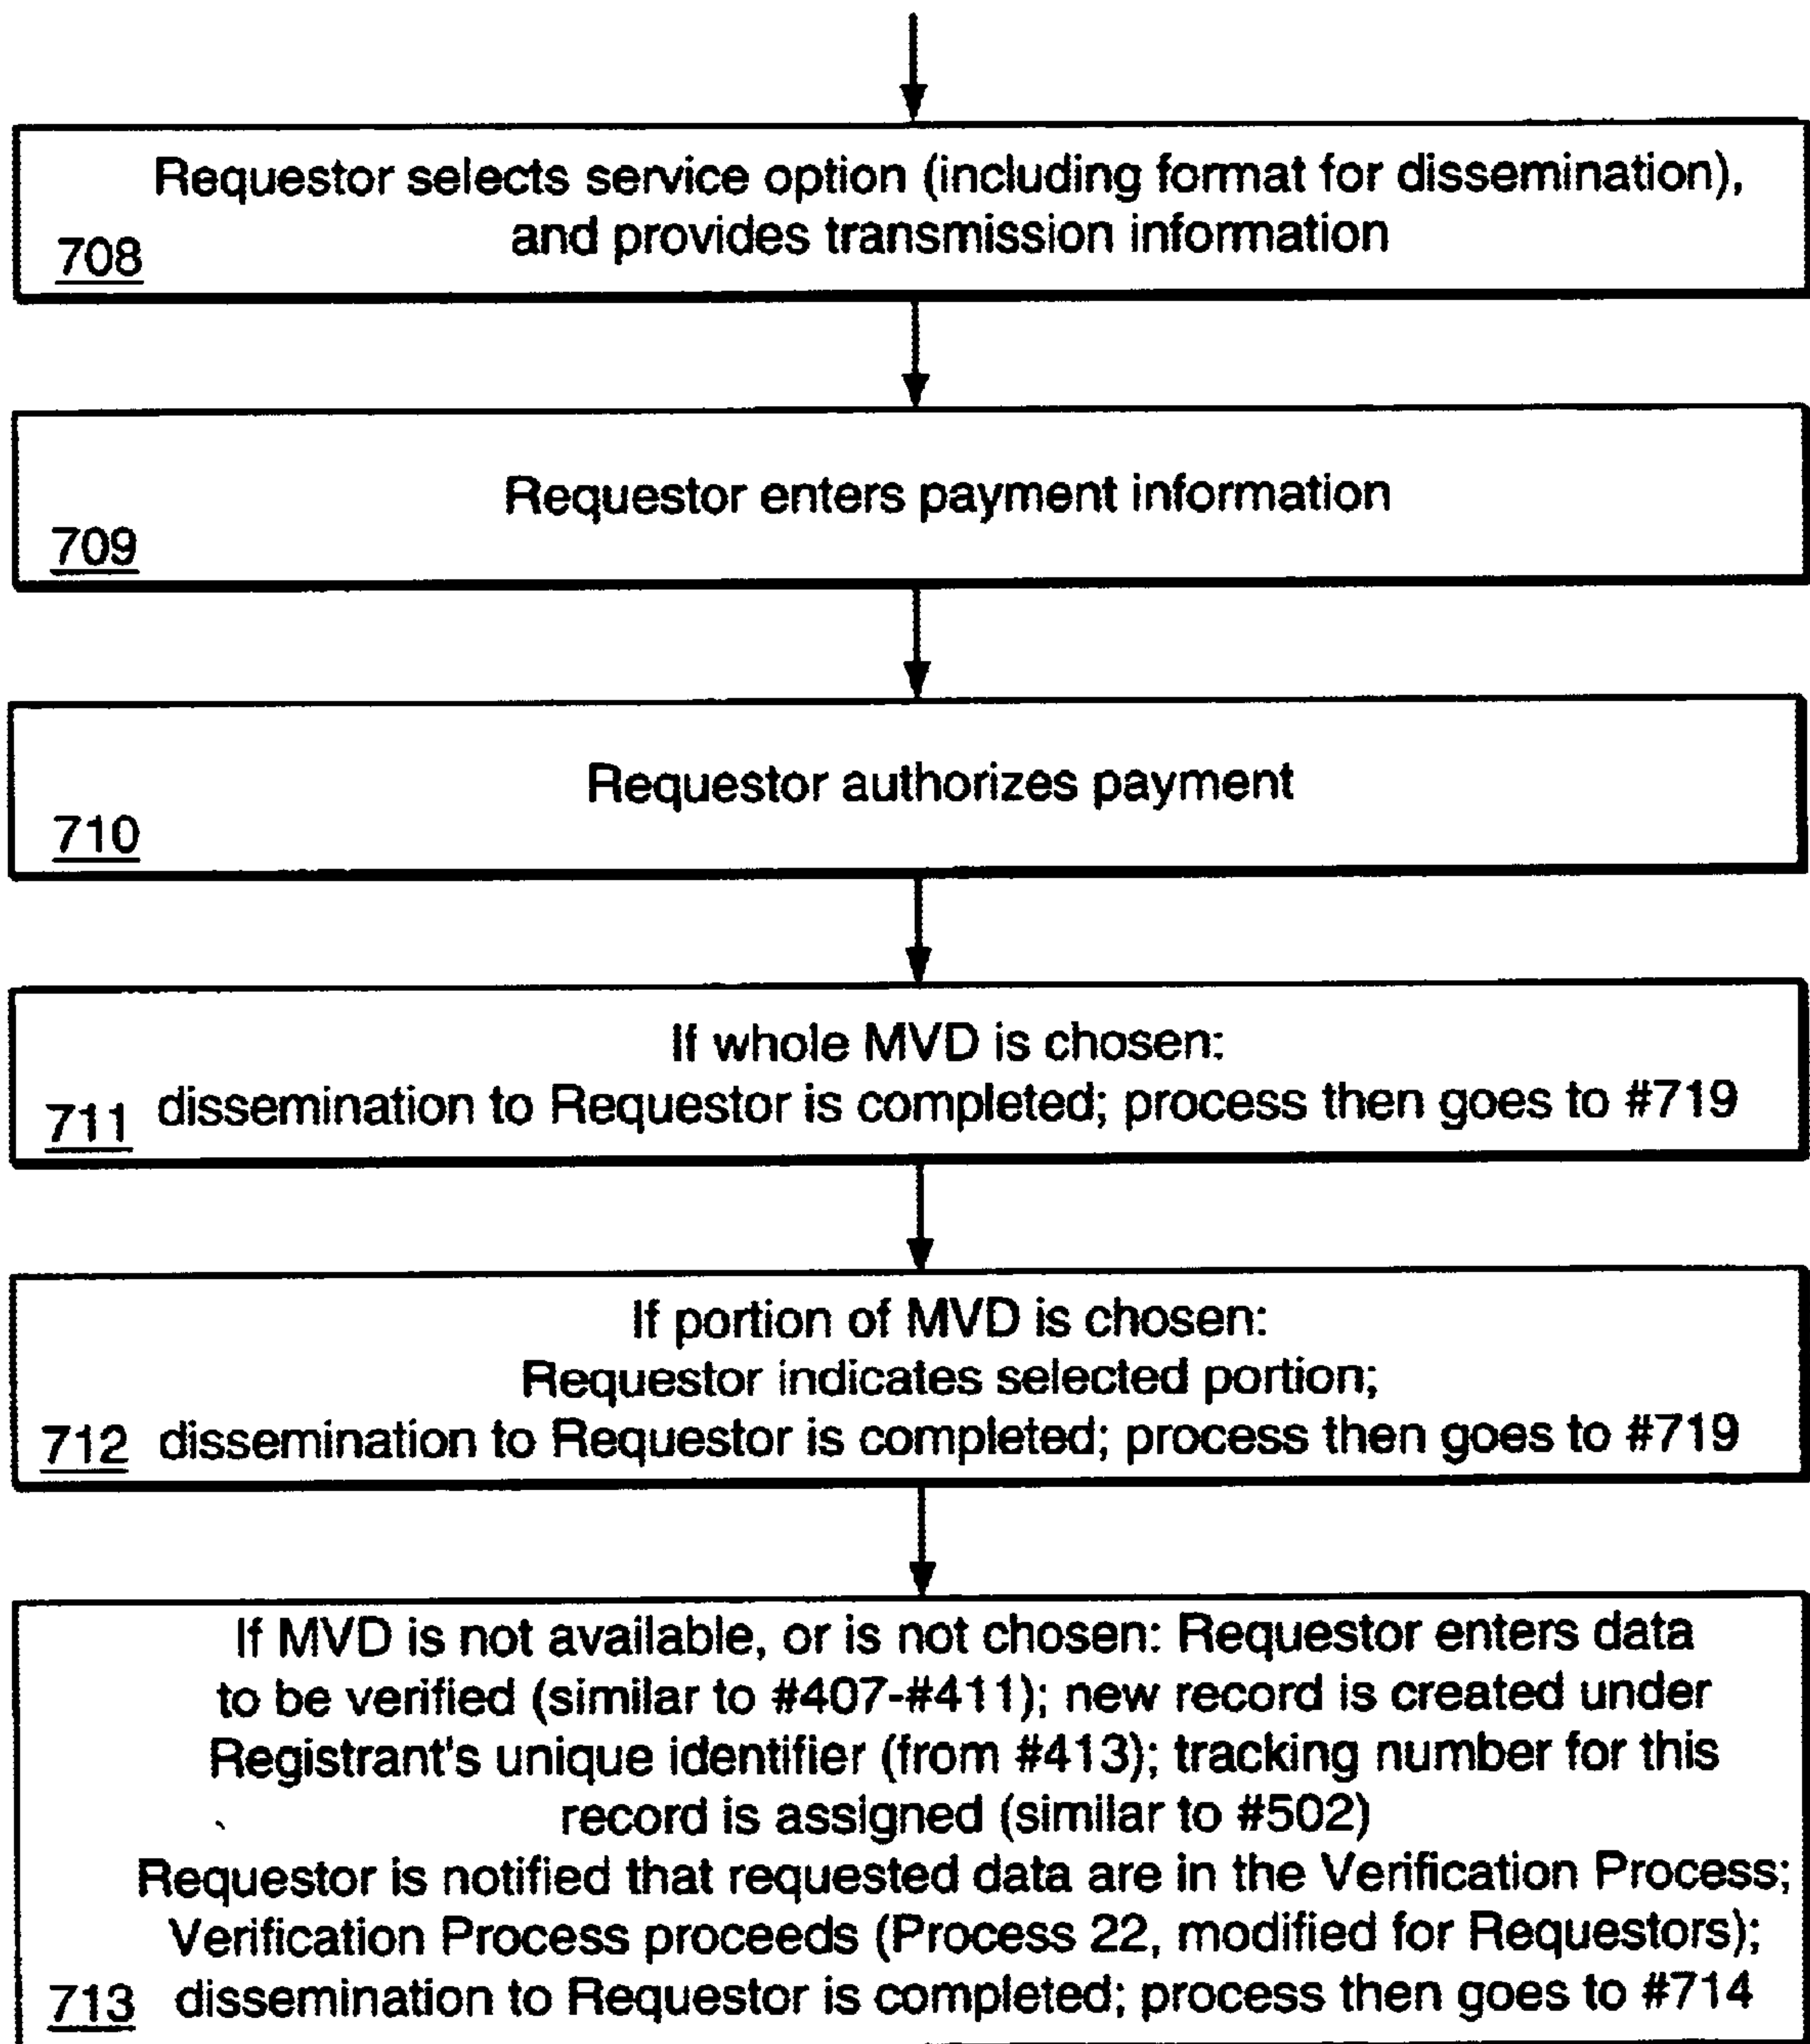 Requestor selects service option (including format for dissemination),
and provides transmission information
708
Requestor enters payment information
709
Requestor authorizes payment
710
If whole MVD is chosen:
711 dissemination to Requestor is completed; process then goes to #719
If portion of MVD is chosen:
Requestor indicates selected portion;
712 dissemination to Requestor is completed; process then goes to #719
If MVD is not available, or is not chosen: Requestor enters data
to be verified (similar to #407-#411); new record is created under
Registrant's unique identifier (from #413); tracking number for this
record is assigned (similar to #502)
Requestor is notified that requested data are in the Verification Process;
Verification Process proceeds (Process 22, modified for Requestors);
713 dissemination to Requestor is completed; process then goes to #714